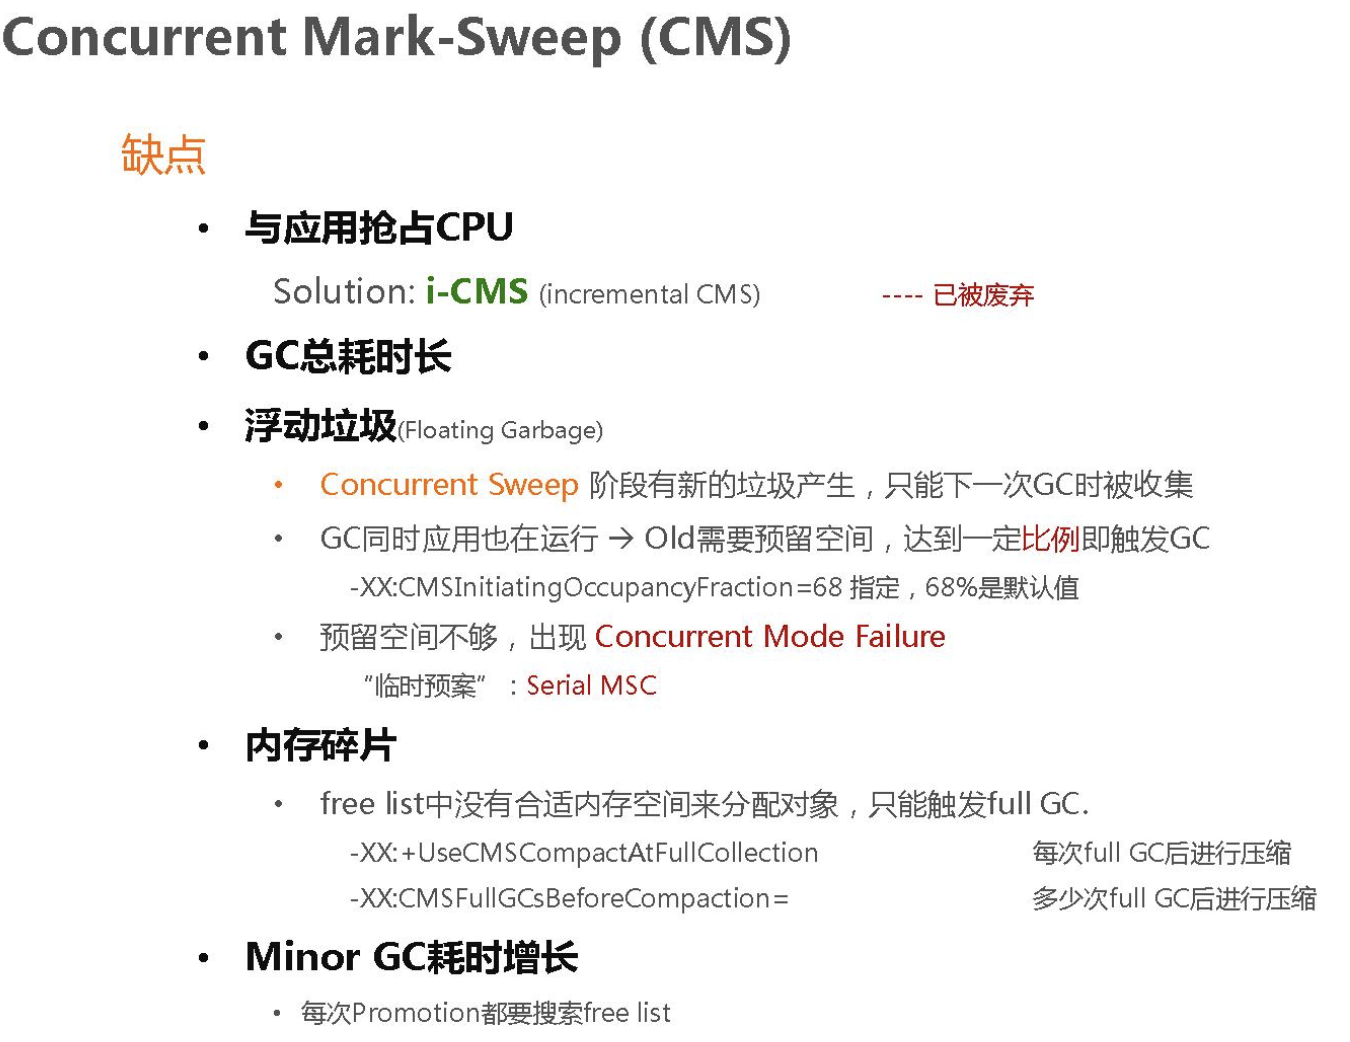 Concurrent Mark-Sweep (CMS)
缺点
• 与应用抢占CPU
Solution: i-CMS (incremental CMS) ---- 已被废弃
• GC总耗时长
• 浮动垃圾(Floating Garbage)
• Concurrent Sweep 阶段有新的垃圾产生，只能下一次GC时被收集
• GC同时应用也在运行 → Old需要预留空间，达到一定比例即触发GC
-XX:CMSInitiatingOccupancyFraction=68 指定，68%是默认值
• 预留空间不够，出现 Concurrent Mode Failure
“临时预案”：Serial MSC
• 内存碎片
• free list中没有合适内存空间来分配对象，只能触发full GC.
-XX:+UseCMSCompactAtFullCollection 每次full GC后进行压缩
-XX:CMSFullGCsBeforeCompaction= 多少次full GC后进行压缩
• Minor GC耗时增长
• 每次Promotion都要搜索free list